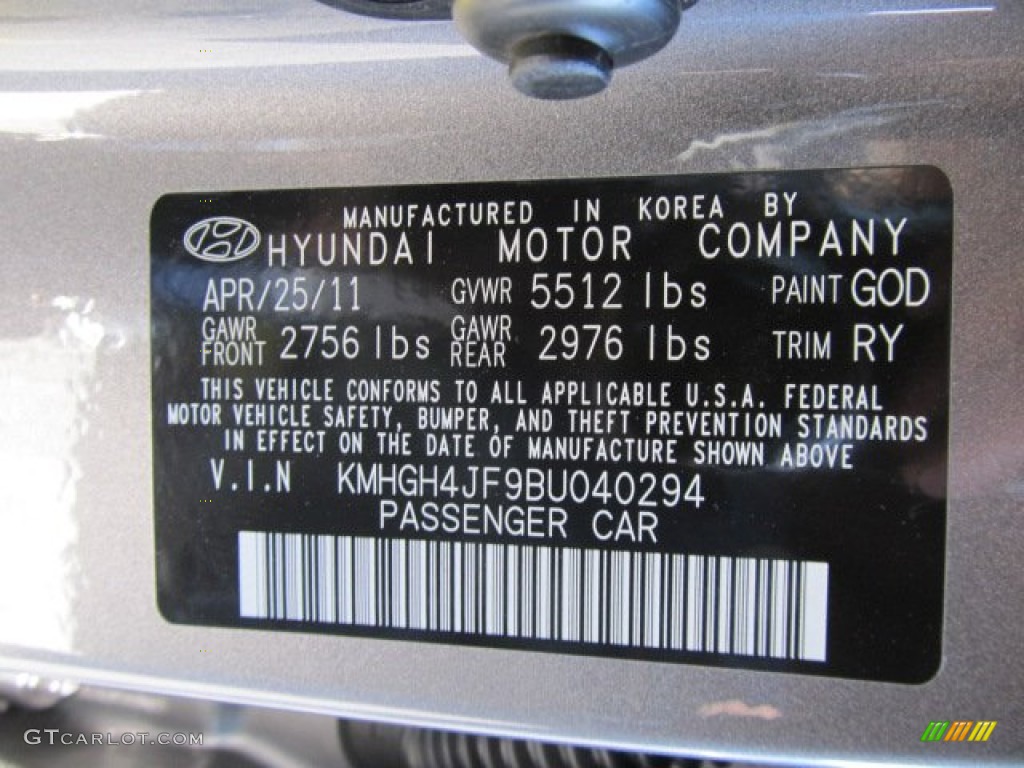 MANUFACTURED IN KOREA BY
HYUNDAI MOTOR COMPANY
APR/25/11 GVWR 5512 lbs PAINT GOD
GAWR FRONT 2756 lbs GAWR REAR 2976 lbs TRIM RY
THIS VEHICLE CONFORMS TO ALL APPLICABLE U.S.A. FEDERAL
MOTOR VEHICLE SAFETY, BUMPER, AND THEFT PREVENTION STANDARDS
IN EFFECT ON THE DATE OF MANUFACTURE SHOWN ABOVE
V.I.N KMHGH4JF9BU040294
PASSENGER CAR
GTCARLOT.COM